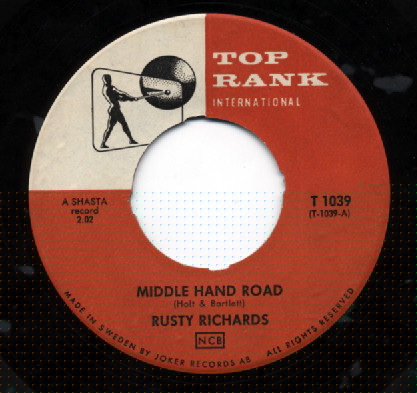 TOP
RANK
INTERNATIONAL
A SHASTA
record
2.02
T 1039
(T-1039-A)
MIDDLE HAND ROAD
(Holt & Bartlett)
RUSTY RICHARDS
NCB
MADE IN SWEDEN BY JOKER RECORDS AB ALL RIGHTS RESERVED